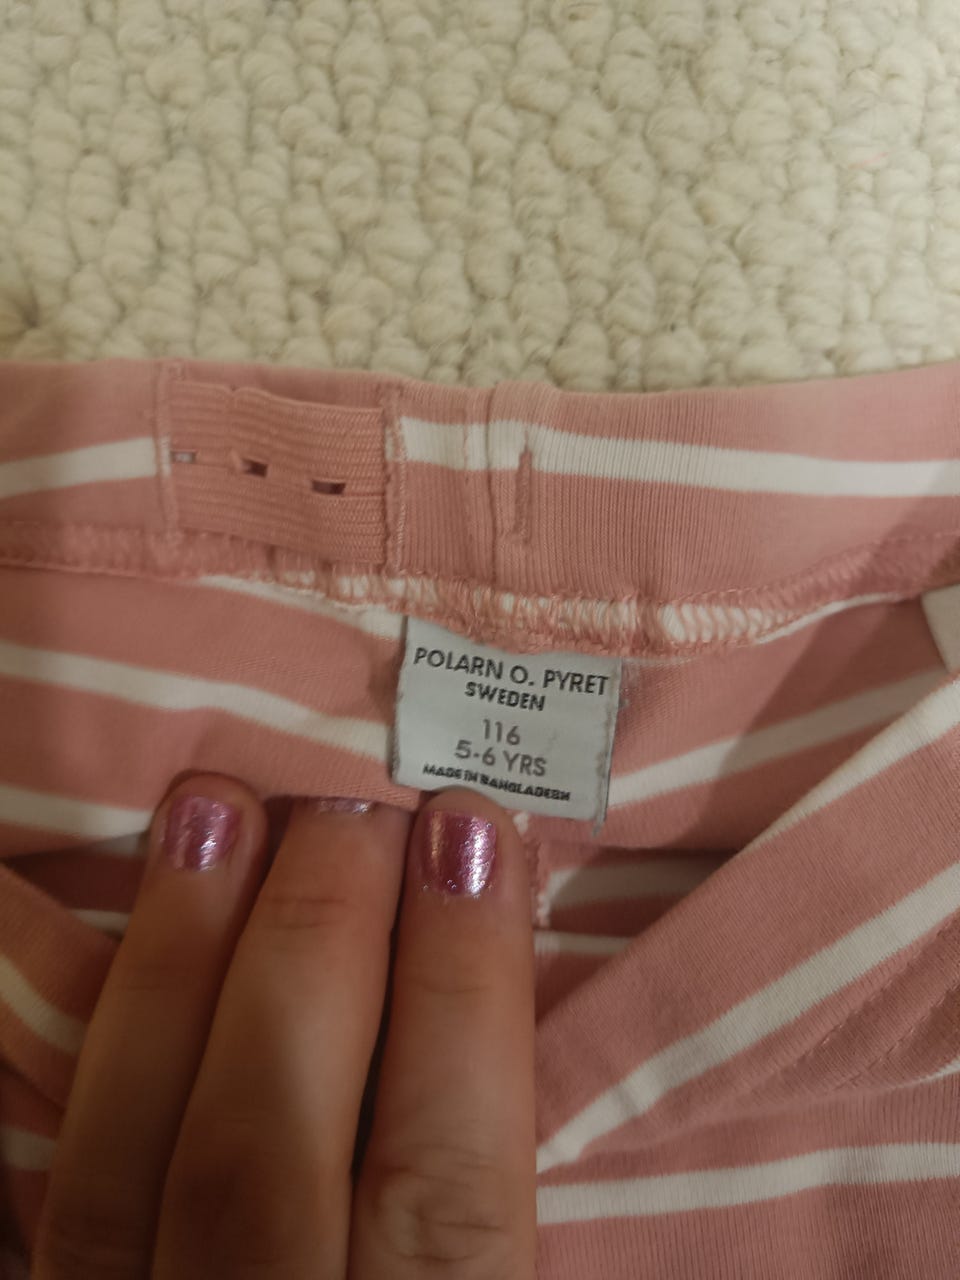 POLARN O. PYRET
SWEDEN
116
5-6 YRS
MADE IN BANGLADESH